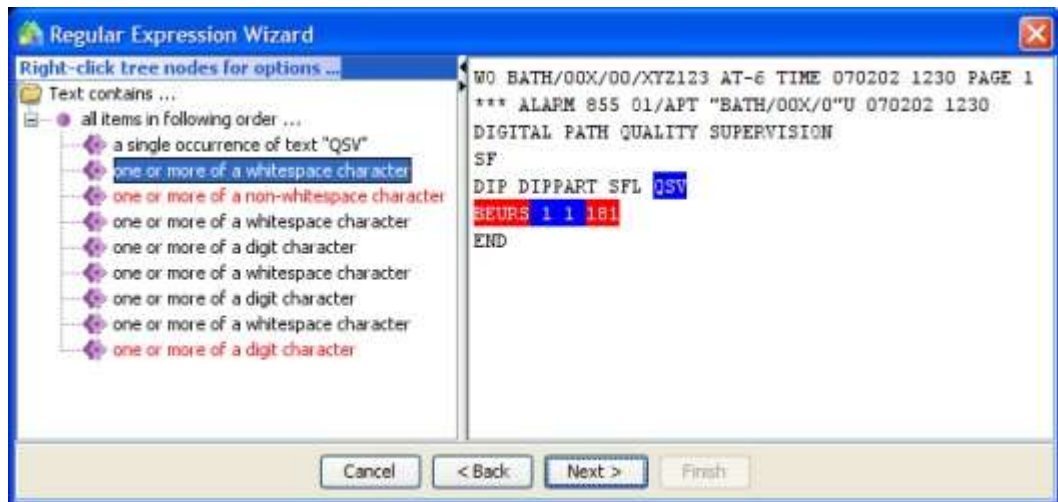 Regular Expression Wizard
Right-click tree nodes for options ...
Text contains ...
all items in following order ...
a single occurrence of text "QSV"
one or more of a whitespace character
one or more of a non-whitespace character
one or more of a whitespace character
one or more of a digit character
one or more of a whitespace character
one or more of a digit character
one or more of a whitespace character
one or more of a digit character
WO BATH/00X/00/XYZ123 AT-6 TIME 070202 1230 PAGE 1
*** ALARM 855 01/APT "BATH/00X/0"U 070202 1230
DIGITAL PATH QUALITY SUPERVISION
SF
DIP DIPPART SFL QSV
BEURS 1 1 181
END
Cancel
< Back
Next >
Finish